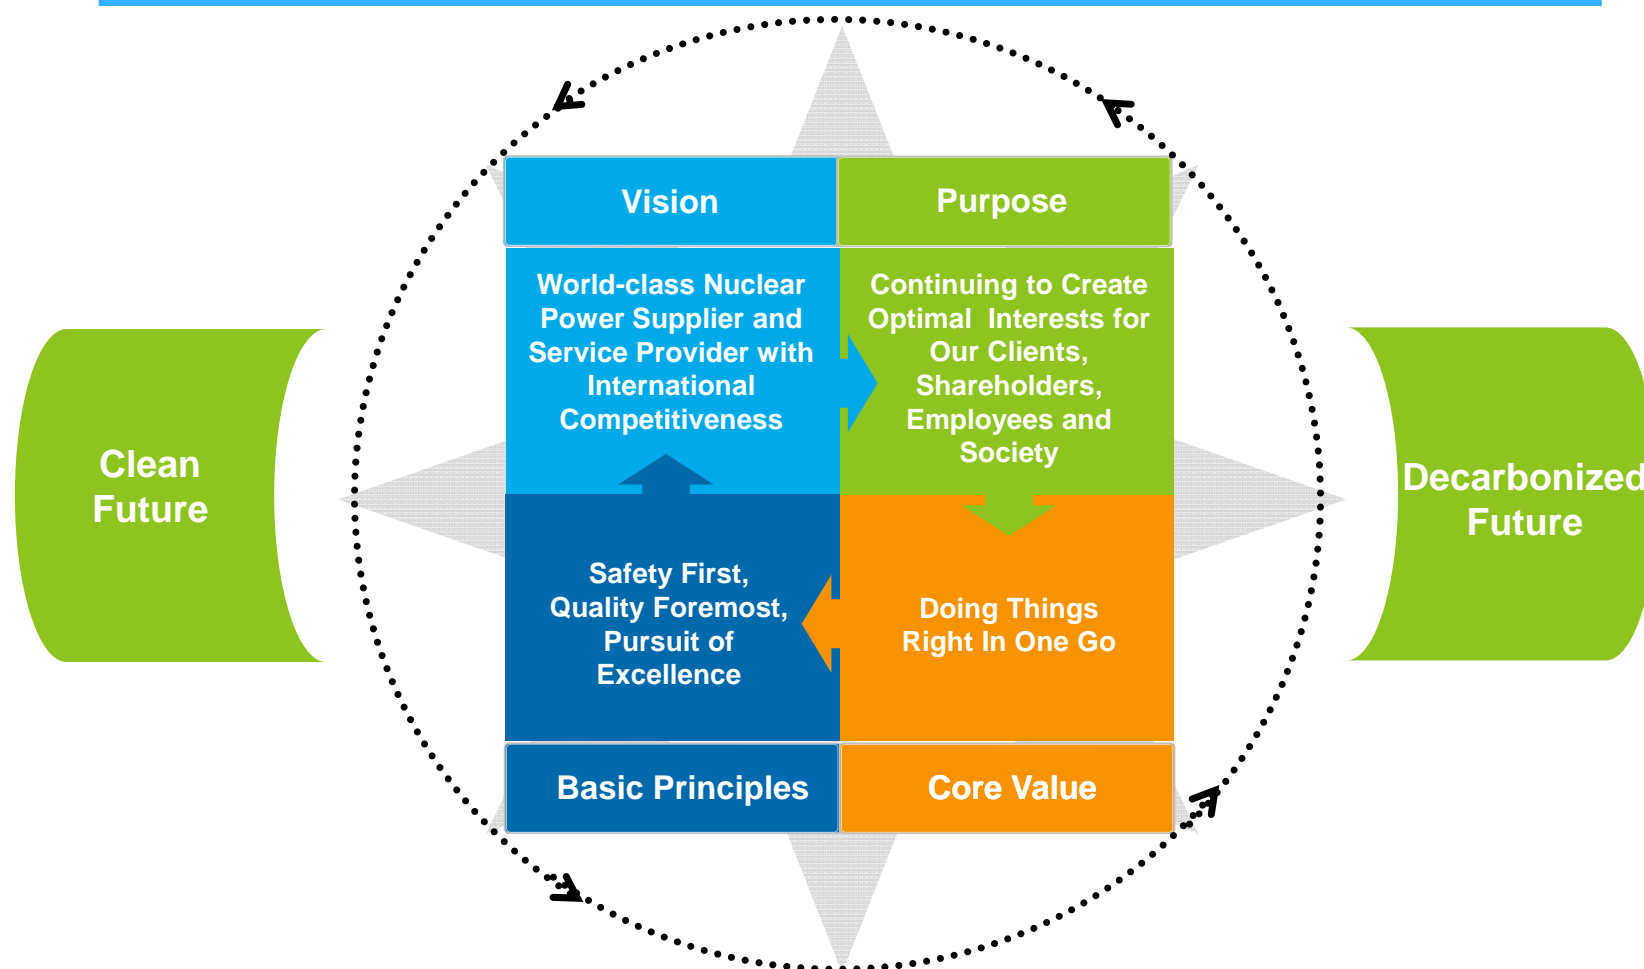 Vision
Purpose
World-class Nuclear
Power Supplier and
Service Provider with
International
Competitiveness
Continuing to Create
Optimal Interests for
Our Clients,
Shareholders,
Employees and
Society
Clean
Future
Decarbonized
Future
Safety First,
Quality Foremost,
Pursuit of
Excellence
Doing Things
Right In One Go
Basic Principles
Core Value